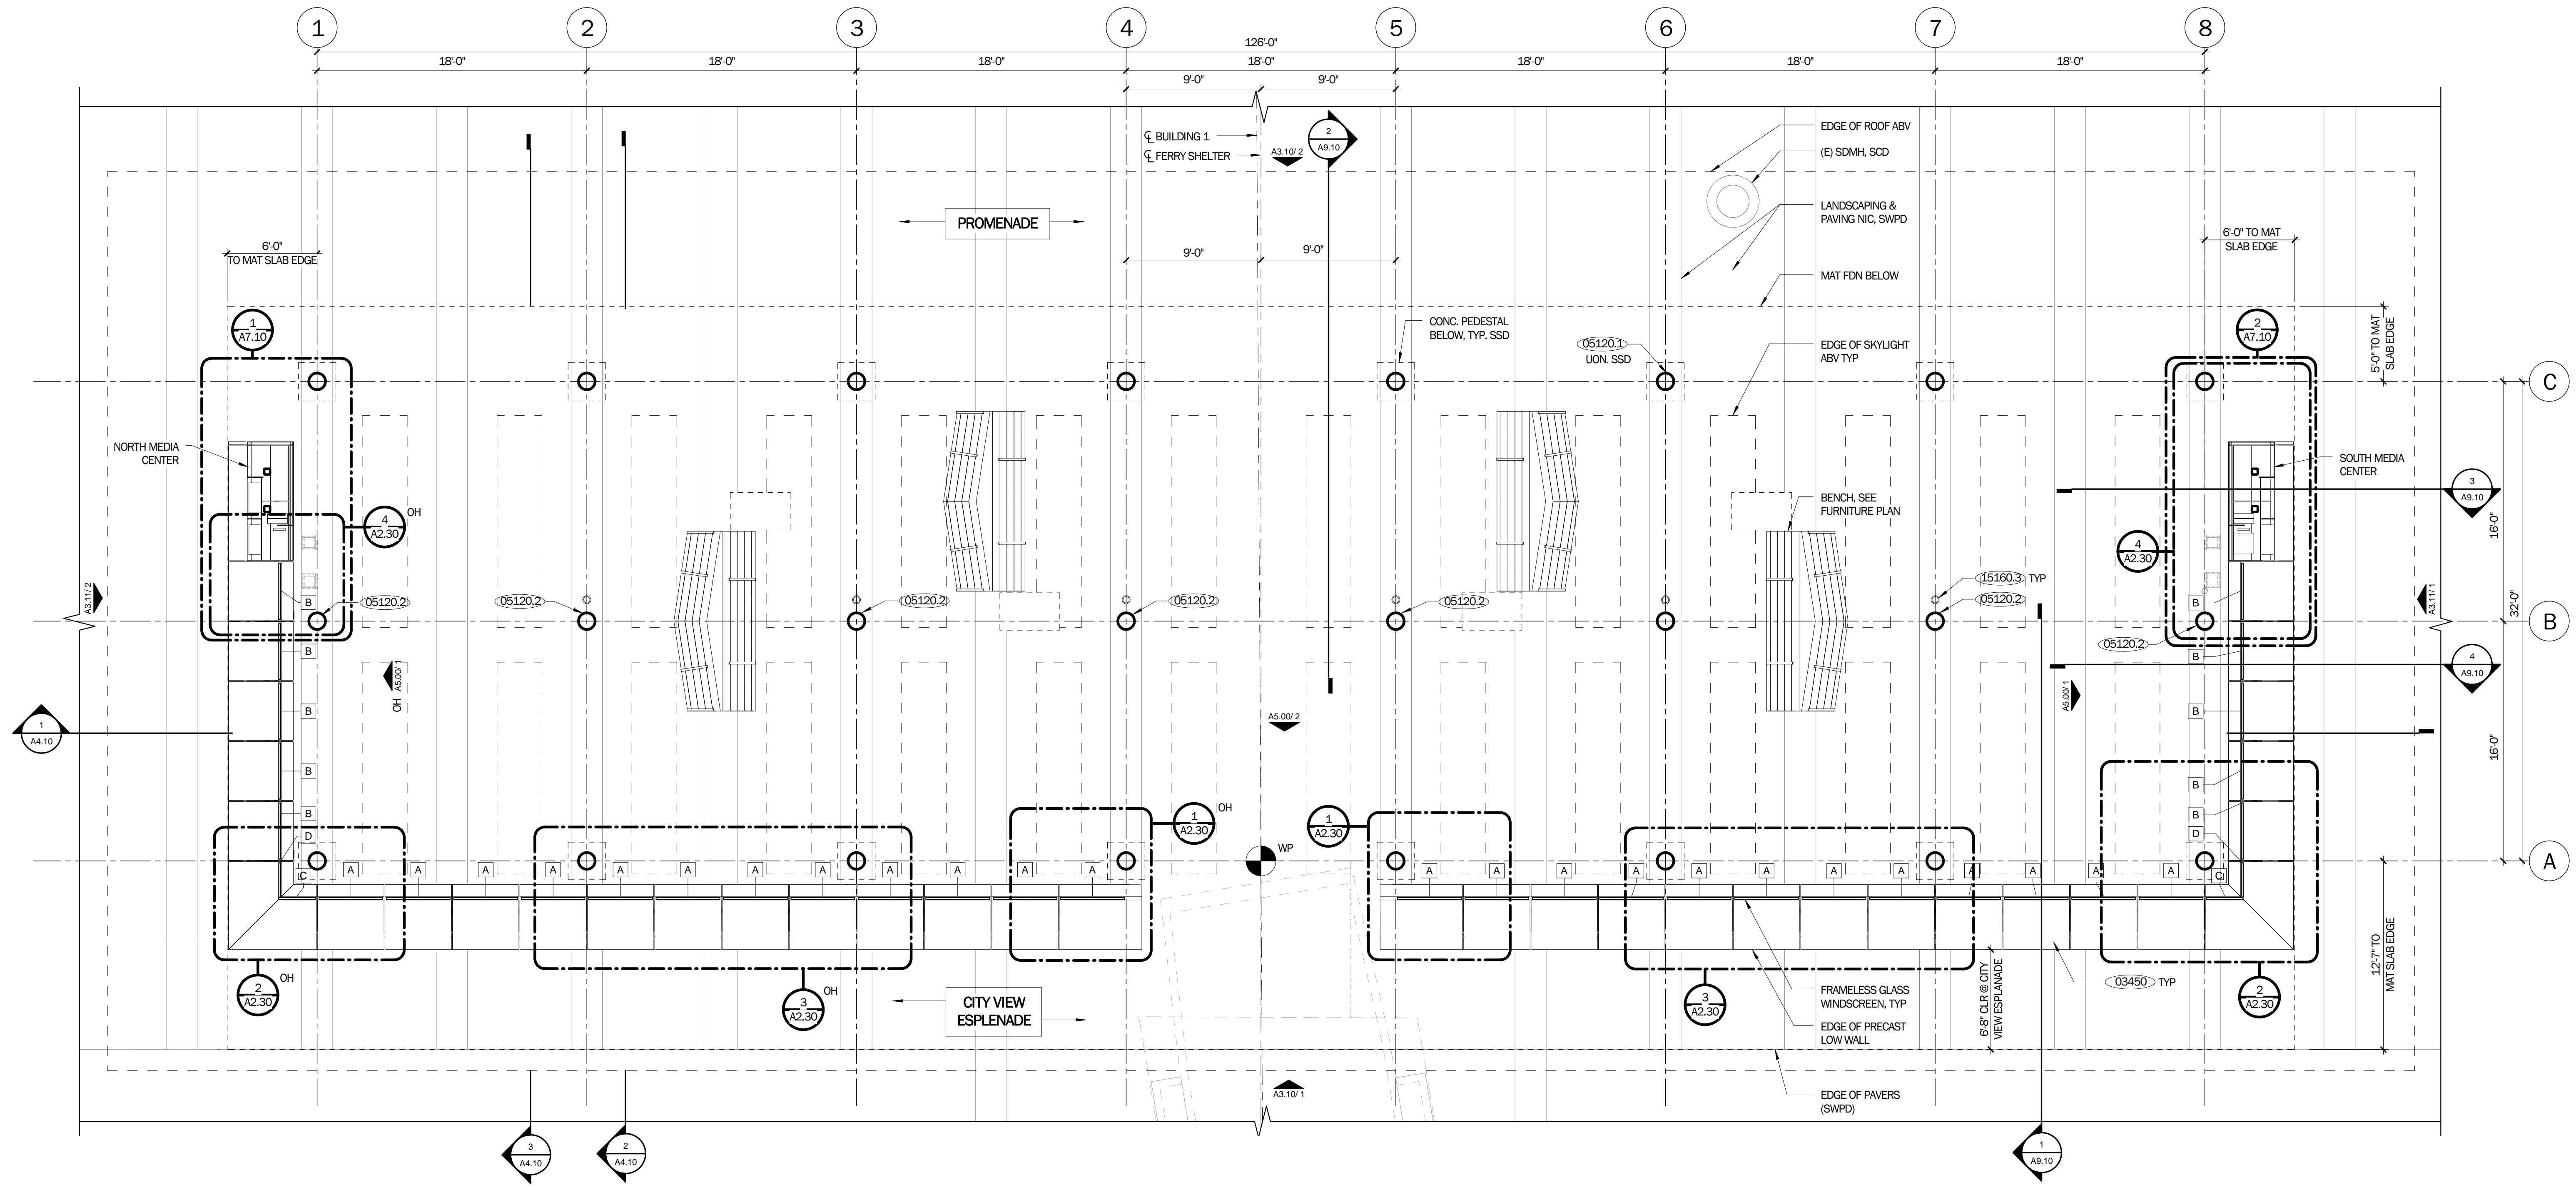 1 2 3 4 5 6 7 8
126'-0"
18'-0" 18'-0" 18'-0" 18'-0" 18'-0" 18'-0" 18'-0"
9'-0" 9'-0"
℄ BUILDING 1
℄ FERRY SHELTER
A3.10/ 2
2
A9.10
EDGE OF ROOF ABV
(E) SDMH, SCD
LANDSCAPING &
PAVING NIC, SWPD
PROMENADE
6'-0"
TO MAT SLAB EDGE
9'-0" 9'-0"
6'-0" TO MAT
SLAB EDGE
MAT FDN BELOW
1
A7.10
CONC. PEDESTAL
BELOW, TYP. SSD
05120.1
UON. SSD
EDGE OF SKYLIGHT
ABV TYP
2
A7.10
5'-0" TO MAT
SLAB EDGE
C
NORTH MEDIA
CENTER
SOUTH MEDIA
CENTER
3
A9.10
4
A2.30
OH
BENCH, SEE
FURNITURE PLAN
4
A2.30
16'-0"
32'-0"
A3.11/ 2
B
05120.2
05120.2
05120.2
05120.2
05120.2
15160.3 TYP
05120.2
B
05120.2
A3.11/ 1
B
B
B
4
A9.10
A5.00/ 1
OH
A5.00/ 1
1
A4.10
B
A5.00/ 2
B
16'-0"
B
B
B
B
D
D
1
A2.30
OH
1
A2.30
WP
A
C
A A A A A A A A A A A A
A A A A A A A A A A A A
C
2
A2.30
OH
3
A2.30
OH
CITY VIEW
ESPLENADE
3
A2.30
FRAMELESS GLASS
WINDSCREEN, TYP
EDGE OF PRECAST
LOW WALL
6'-8" CLR @ CITY
VIEW ESPLANADE
03450 TYP
2
A2.30
12'-7" TO
MAT SLAB EDGE
A3.10/ 1
EDGE OF PAVERS
(SWPD)
3
A4.10
2
A4.10
1
A9.10